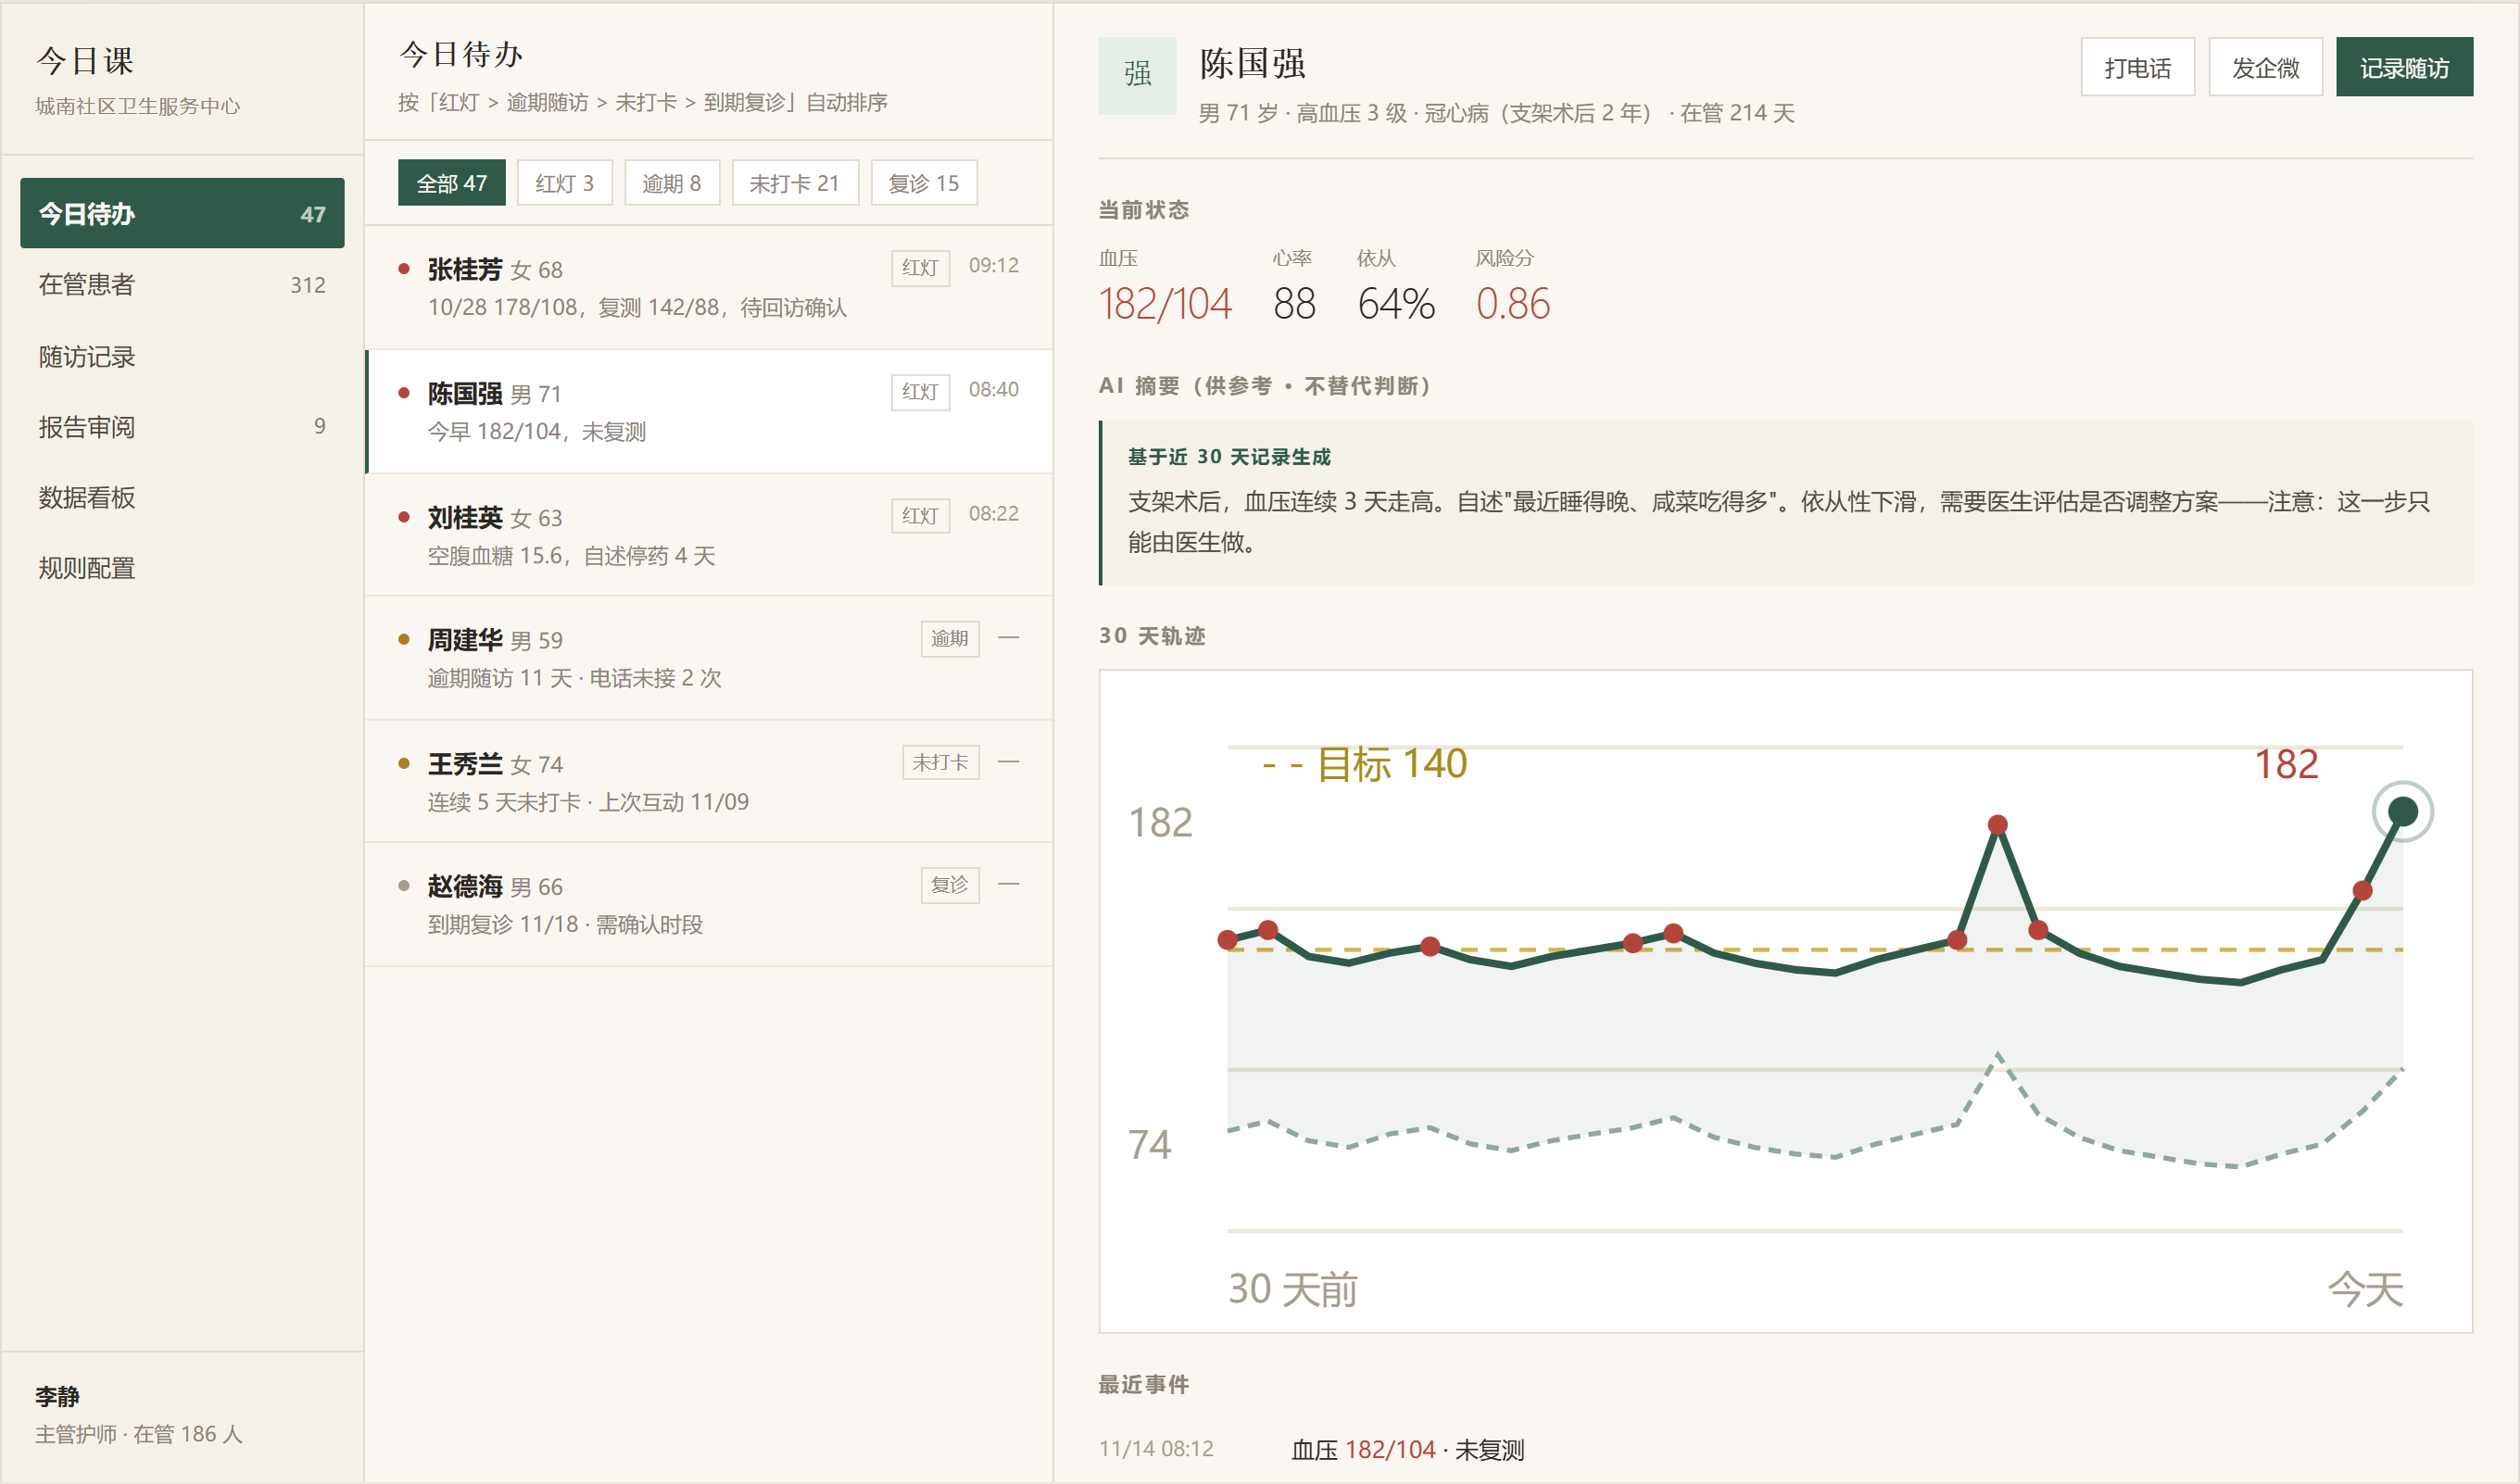 今日课
城南社区卫生服务中心
今日待办 47
在管患者 312
随访记录
报告审阅 9
数据看板
规则配置
李静
主管护师 · 在管 186 人
今日待办
按「红灯 > 逾期随访 > 未打卡 > 到期复诊」自动排序
全部 47 红灯 3 逾期 8 未打卡 21 复诊 15
张桂芳 女 68 红灯 09:12
10/28 178/108，复测 142/88，待回访确认
陈国强 男 71 红灯 08:40
今早 182/104，未复测
刘桂英 女 63 红灯 08:22
空腹血糖 15.6，自述停药 4 天
周建华 男 59 逾期 —
逾期随访 11 天 · 电话未接 2 次
王秀兰 女 74 未打卡 —
连续 5 天未打卡 · 上次互动 11/09
赵德海 男 66 复诊 —
到期复诊 11/18 · 需确认时段
强 陈国强
男 71 岁 · 高血压 3 级 · 冠心病（支架术后 2 年） · 在管 214 天
打电话 发企微 记录随访
当前状态
血压 心率 依从 风险分
182/104 88 64% 0.86
AI 摘要（供参考 • 不替代判断）
基于近 30 天记录生成
支架术后，血压连续 3 天走高。自述"最近睡得晚、咸菜吃得多"。依从性下滑，需要医生评估是否调整方案——注意：这一步只
能由医生做。
30 天轨迹
- - 目标 140 182
182
74
30 天前 今天
最近事件
11/14 08:12 血压 182/104 · 未复测